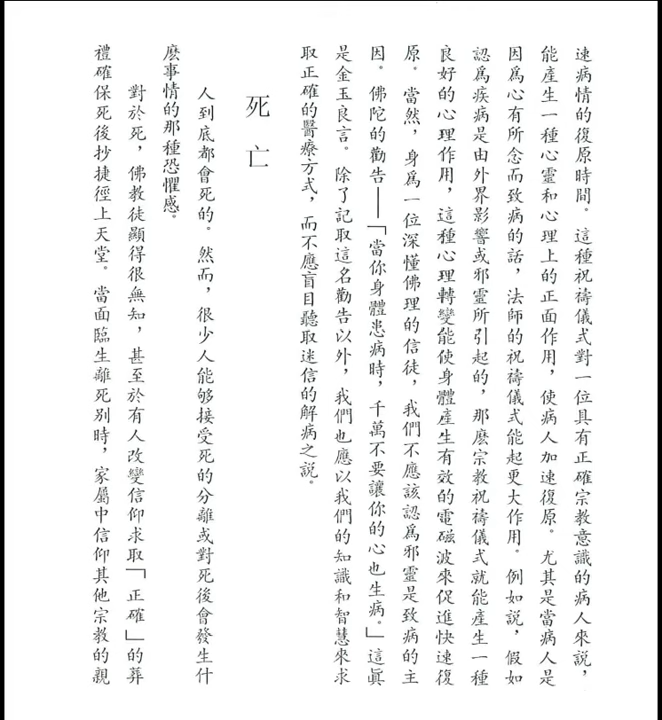 速病情的復原時間。這種祝禱儀式對一位具有正確宗教意識的病人來說，
能產生一種心靈和心理上的正面作用，使病人加速復原。尤其是當病人是
因爲心有所念而致病的話，法師的祝禱儀式能起更大作用。例如說，假如
認爲疾病是由外界影響或邪靈所引起的，那麽宗教祝禱儀式就能產生一種
良好的心理作用，這種心理轉變能使身體產生有效的電磁波來促進快速復
原。當然，身爲一位深懂佛理的信徒，我們不應該認爲邪靈是致病的主
因。佛陀的勸告——「當你身體患病時，千萬不要讓你的心也生病。」這眞
是金玉良言。除了記取這名勸告以外，我們也應以我們的知識和智慧來求
取正確的醫療方式，而不應盲目聽取迷信的解病之說。
死亡
人到底都會死的。然而，很少人能够接受死的分離或對死後會發生什
麽事情的那種恐懼感。
對於死，佛教徒顯得很無知，甚至於有人改變信仰求取「正確」的葬
禮確保死後抄捷徑上天堂。當面臨生離死別時，家屬中信仰其他宗教的親